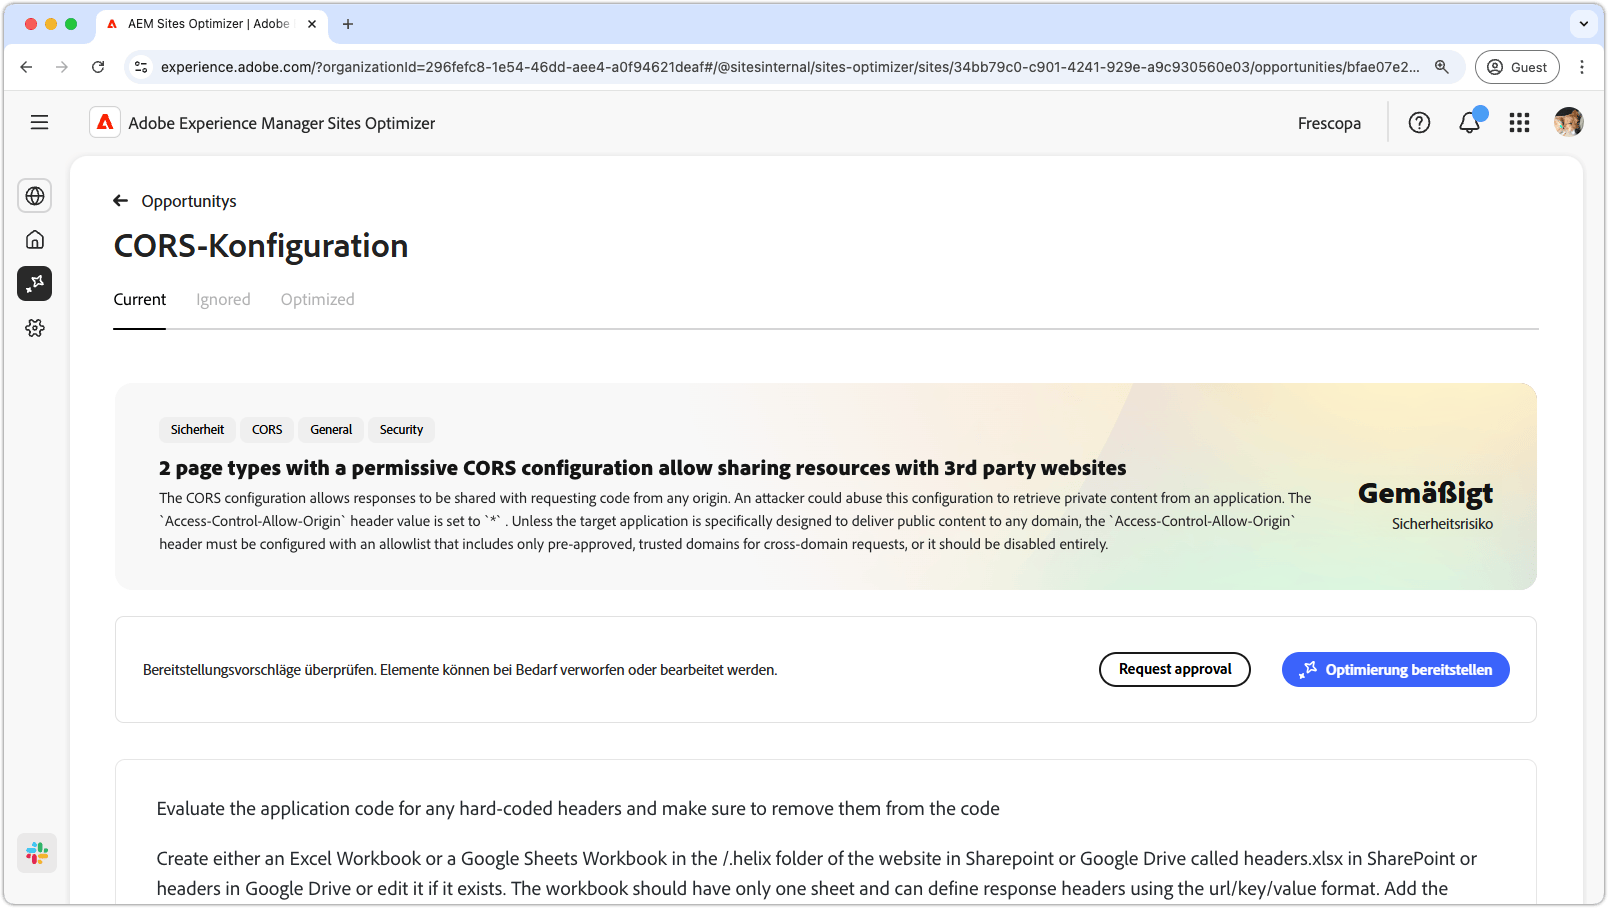 AEM Sites Optimizer | Adobe
experience.adobe.com/?organizationId=296fefc8-1e54-46dd-aee4-a0f94621deaf#/@sitesinternal/sites-optimizer/sites/34bb79c0-c901-4241-929e-a9c930560e03/opportunities/bfae07e2...
Guest
Adobe Experience Manager Sites Optimizer
Frescopa
Opportunitys
CORS-Konfiguration
Current Ignored Optimized
Sicherheit CORS General Security
2 page types with a permissive CORS configuration allow sharing resources with 3rd party websites
The CORS configuration allows responses to be shared with requesting code from any origin. An attacker could abuse this configuration to retrieve private content from an application. The
`Access-Control-Allow-Origin` header value is set to `*` . Unless the target application is specifically designed to deliver public content to any domain, the `Access-Control-Allow-Origin`
header must be configured with an allowlist that includes only pre-approved, trusted domains for cross-domain requests, or it should be disabled entirely.
Gemäßigt
Sicherheitsrisiko
Bereitstellungsvorschläge überprüfen. Elemente können bei Bedarf verworfen oder bearbeitet werden.
Request approval
Optimierung bereitstellen
Evaluate the application code for any hard-coded headers and make sure to remove them from the code
Create either an Excel Workbook or a Google Sheets Workbook in the /.helix folder of the website in Sharepoint or Google Drive called headers.xlsx in SharePoint or
headers in Google Drive or edit it if it exists. The workbook should have only one sheet and can define response headers using the url/key/value format. Add the